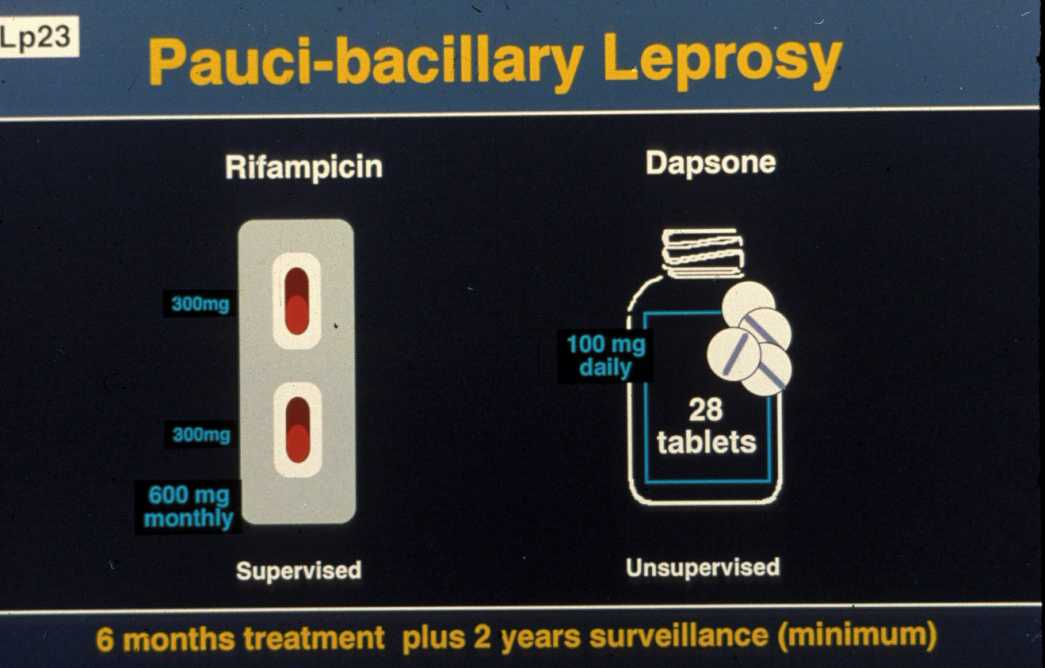 Lp23
Pauci-bacillary Leprosy
Rifampicin
Dapsone
300mg
100 mg
daily
28
tablets
300mg
600 mg
monthly
Supervised
Unsupervised
6 months treatment plus 2 years surveillance (minimum)